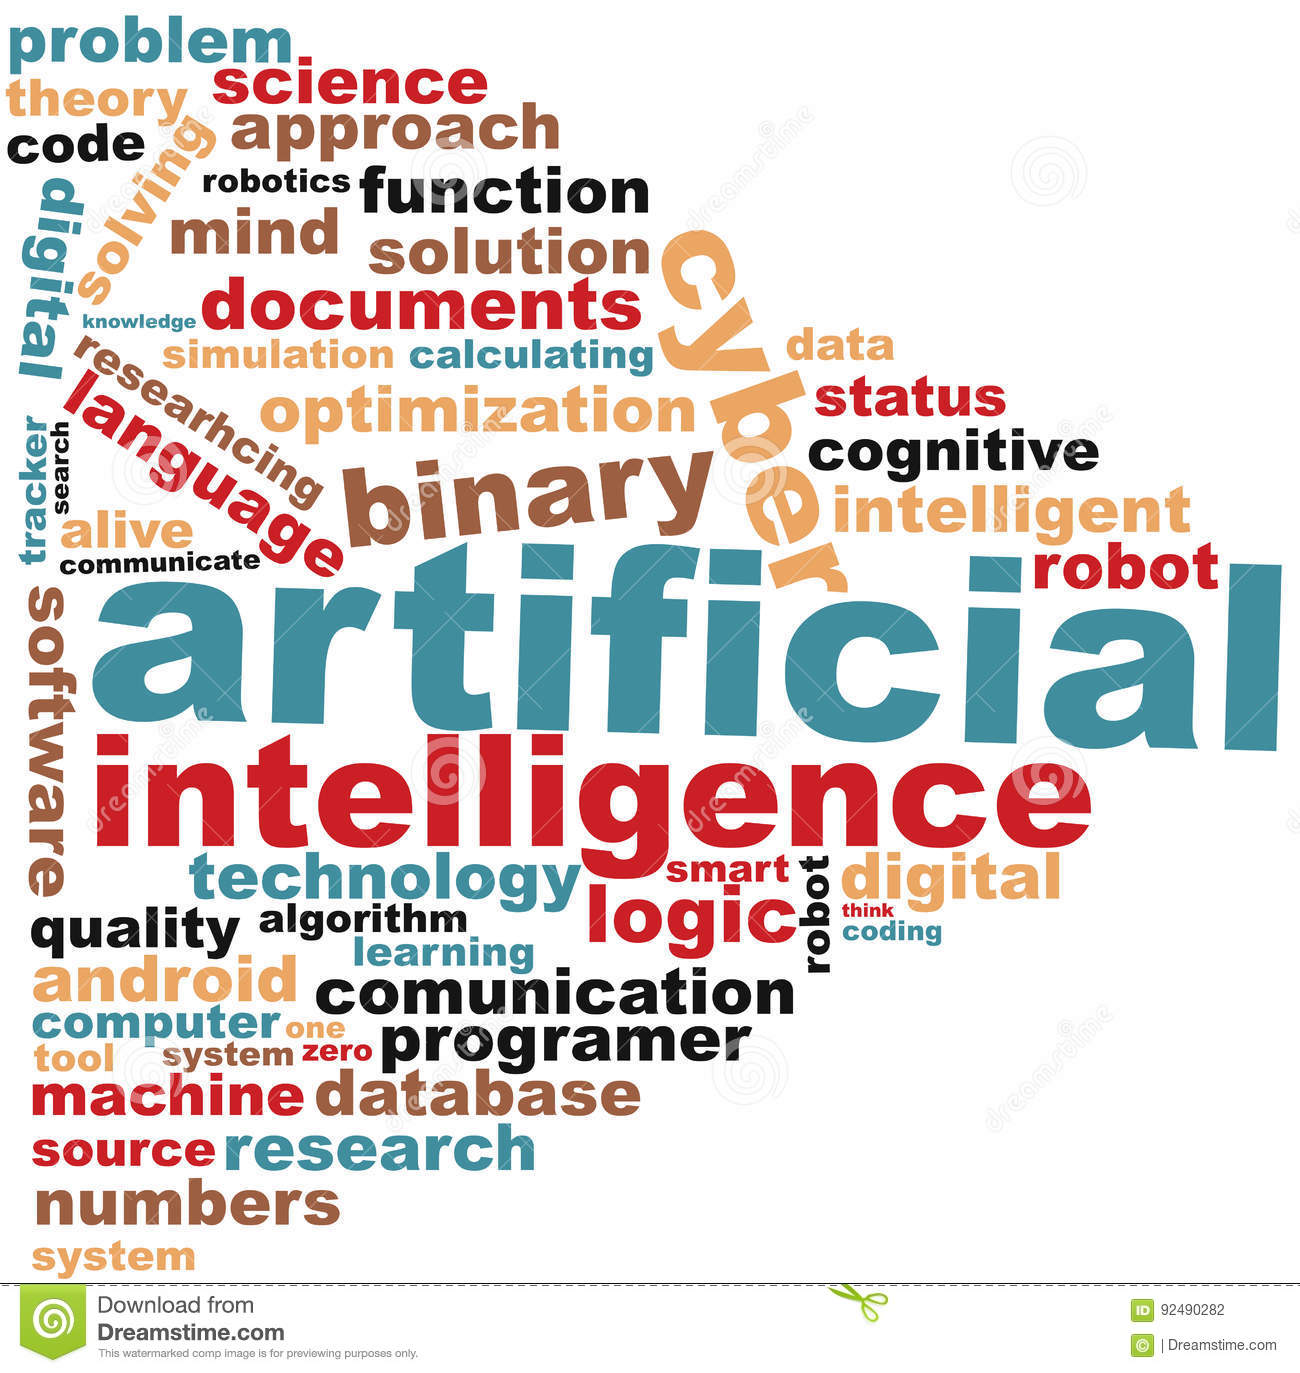 problem
science
theory
approach
code
solving
robotics
function
digital
mind
solution
cyber
documents
knowledge
simulation
calculating
data
researhcing
language
optimization
status
cognitive
tracker
search
binary
intelligent
alive
communicate
robot
artificial
software
intelligence
technology
smart
robot
digital
logic
think
quality
algorithm
coding
learning
android
comunication
computer
one
programer
tool
system
zero
machine
database
source
research
numbers
system
Download from
Dreamstime.com
This watermarked comp image is for previewing purposes only.
ID 92490282
© | Dreamstime.com
dreamstime.com